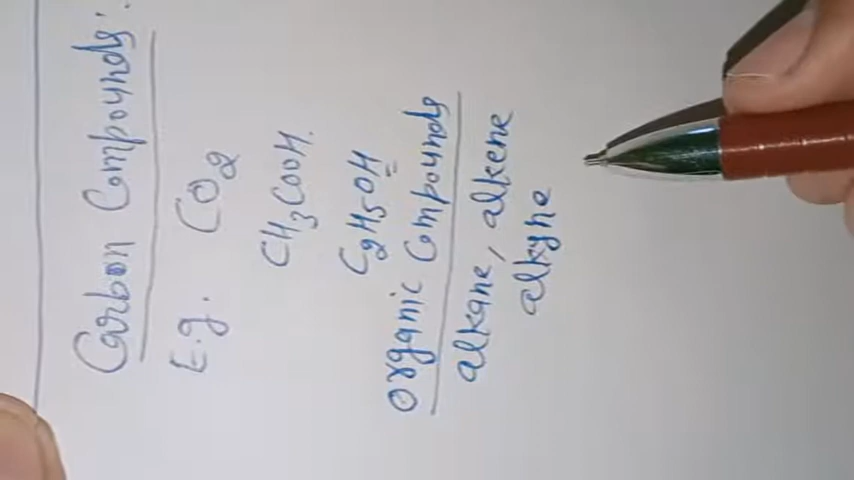 Carbon Compounds:
E.g. CO2
CH3COOH.
C2H5OH
organic Compounds
alkane, alkene
alkyne